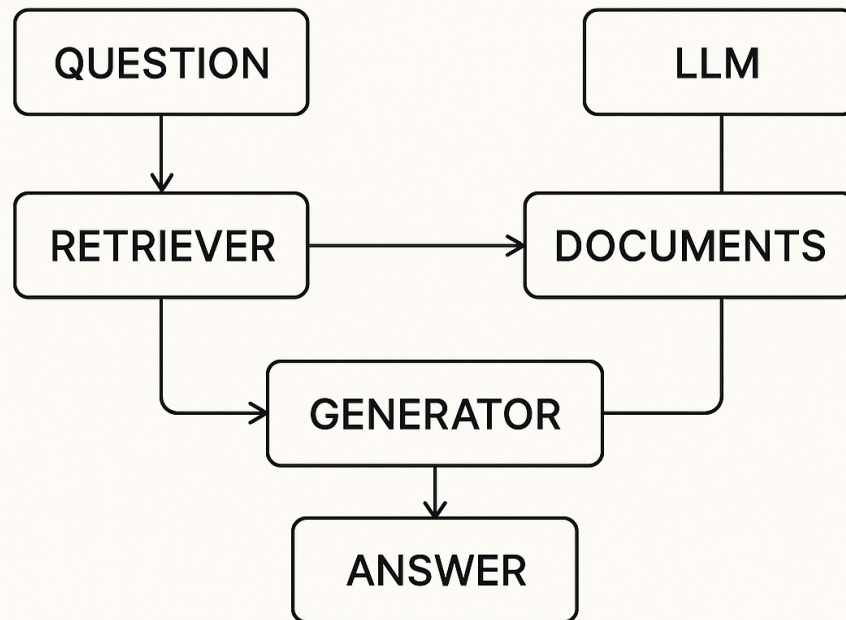 QUESTION
LLM
RETRIEVER
DOCUMENTS
GENERATOR
ANSWER